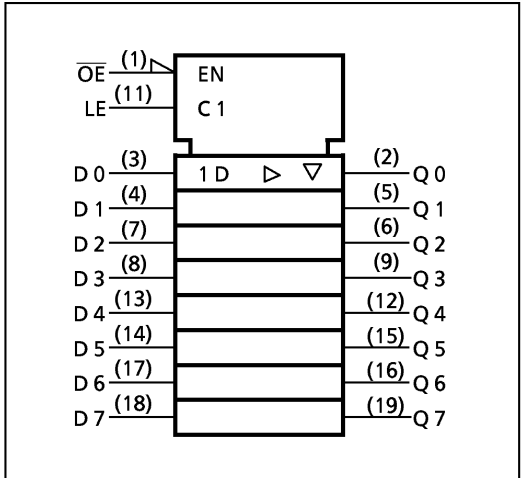 OE (1) EN
LE (11) C1
D0 (3) 1D (2) Q0
D1 (4) (5) Q1
D2 (7) (6) Q2
D3 (8) (9) Q3
D4 (13) (12) Q4
D5 (14) (15) Q5
D6 (17) (16) Q6
D7 (18) (19) Q7